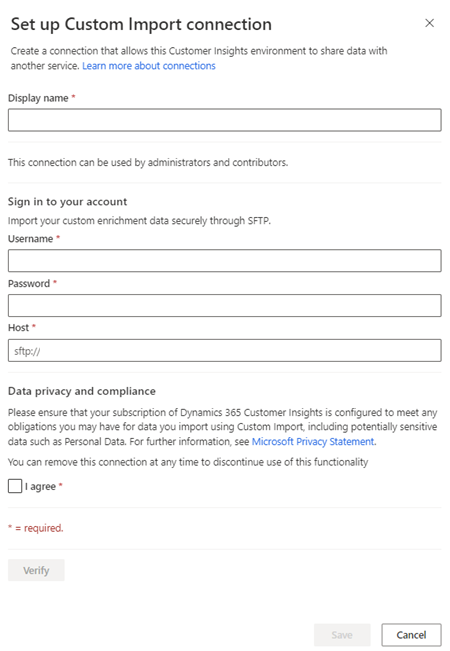 Set up Custom Import connection
Create a connection that allows this Customer Insights environment to share data with
another service. Learn more about connections
Display name *
This connection can be used by administrators and contributors.
Sign in to your account
Import your custom enrichment data securely through SFTP.
Username *
Password *
Host *
sftp://
Data privacy and compliance
Please ensure that your subscription of Dynamics 365 Customer Insights is configured to meet any
obligations you may have for data you import using Custom Import, including potentially sensitive
data such as Personal Data. For further information, see Microsoft Privacy Statement.
You can remove this connection at any time to discontinue use of this functionality
I agree *
* = required.
Verify
Save
Cancel